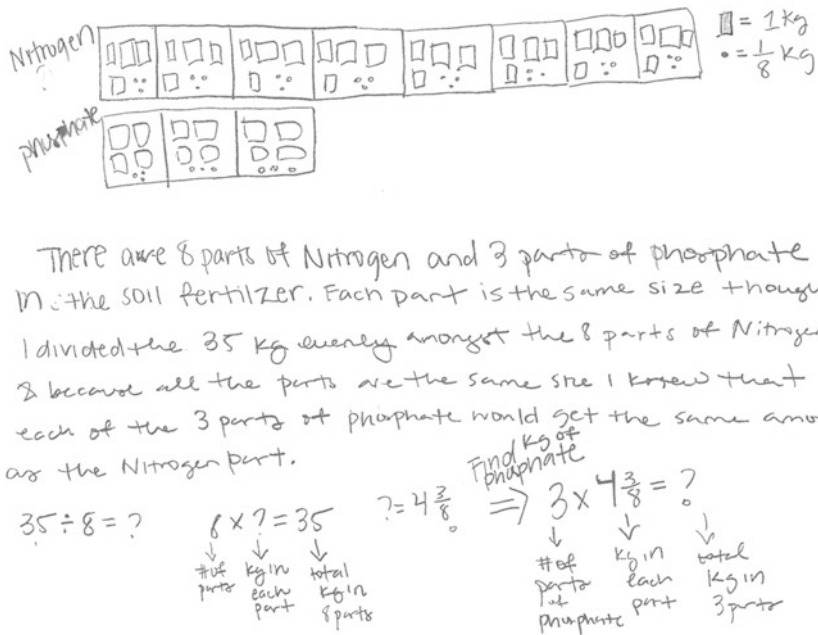 Nitrogen
?
▯ = 1 kg
• = 1/8 kg
phosphate
There are 8 parts of Nitrogen and 3 parts of phosphate
in the soil fertilzer. Each part is the same size though
I divided the 35 kg evenly amongst the 8 parts of Nitrogen
& because all the parts are the same size I knew that
each of the 3 parts of phosphate would get the same amo
as the Nitrogen part.
Find kg of
phaphate
35 ÷ 8 = ?
8 x ? = 35
? = 4 3/8
⇒ 3 x 4 3/8 = ?
↓ ↓ ↓
# of parts
kg in each part
total kg in 8 parts
↓ ↓ ↓
# of parts of phosphate
kg in each part
total kg in 3 parts